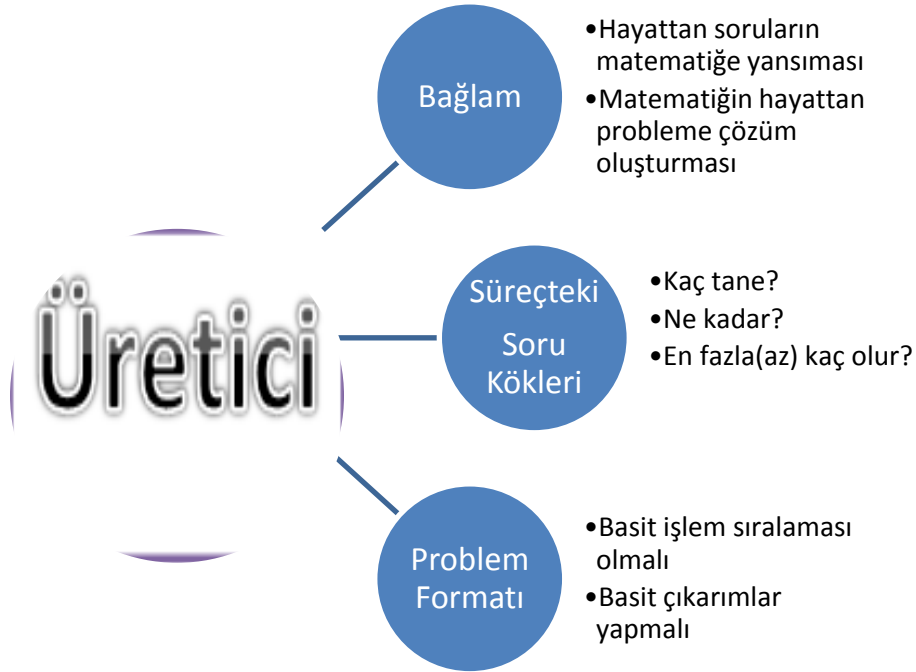 Üretici
Bağlam
•Hayattan soruların
matematiğe yansıması
•Matematiğin hayattan
probleme çözüm
oluşturması
Süreçteki
Soru
Kökleri
•Kaç tane?
•Ne kadar?
•En fazla(az) kaç olur?
Problem
Formatı
•Basit işlem sıralaması
olmalı
•Basit çıkarımlar
yapmalı